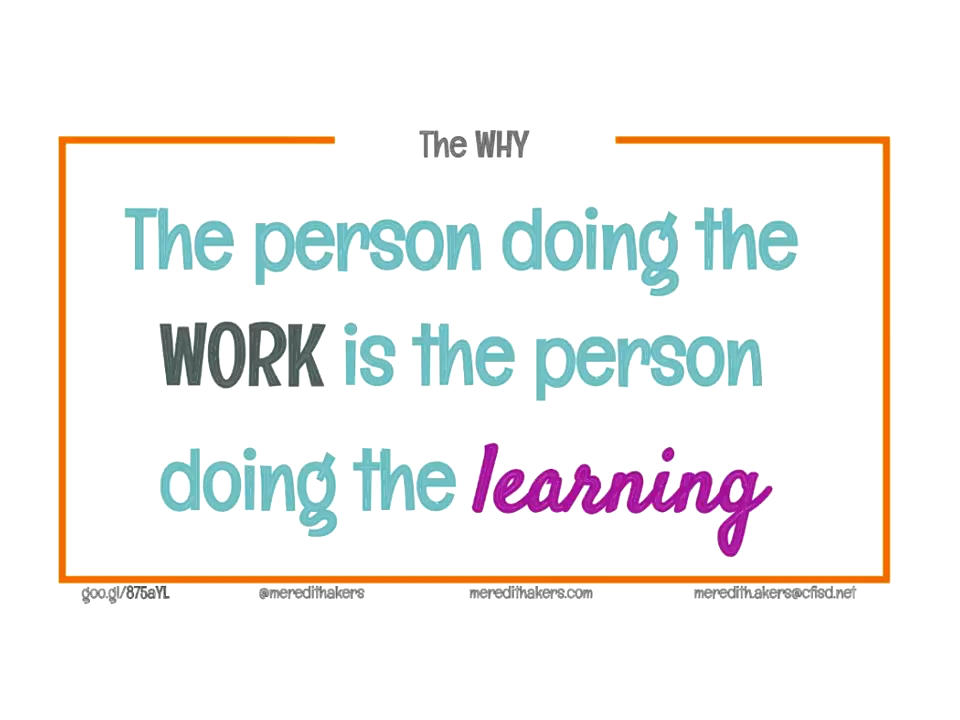 The WHY
The person doing the
WORK is the person
doing the learning
goo.gl/875aYL @meredithakers meredithakers.com meredith.akers@cfisd.net